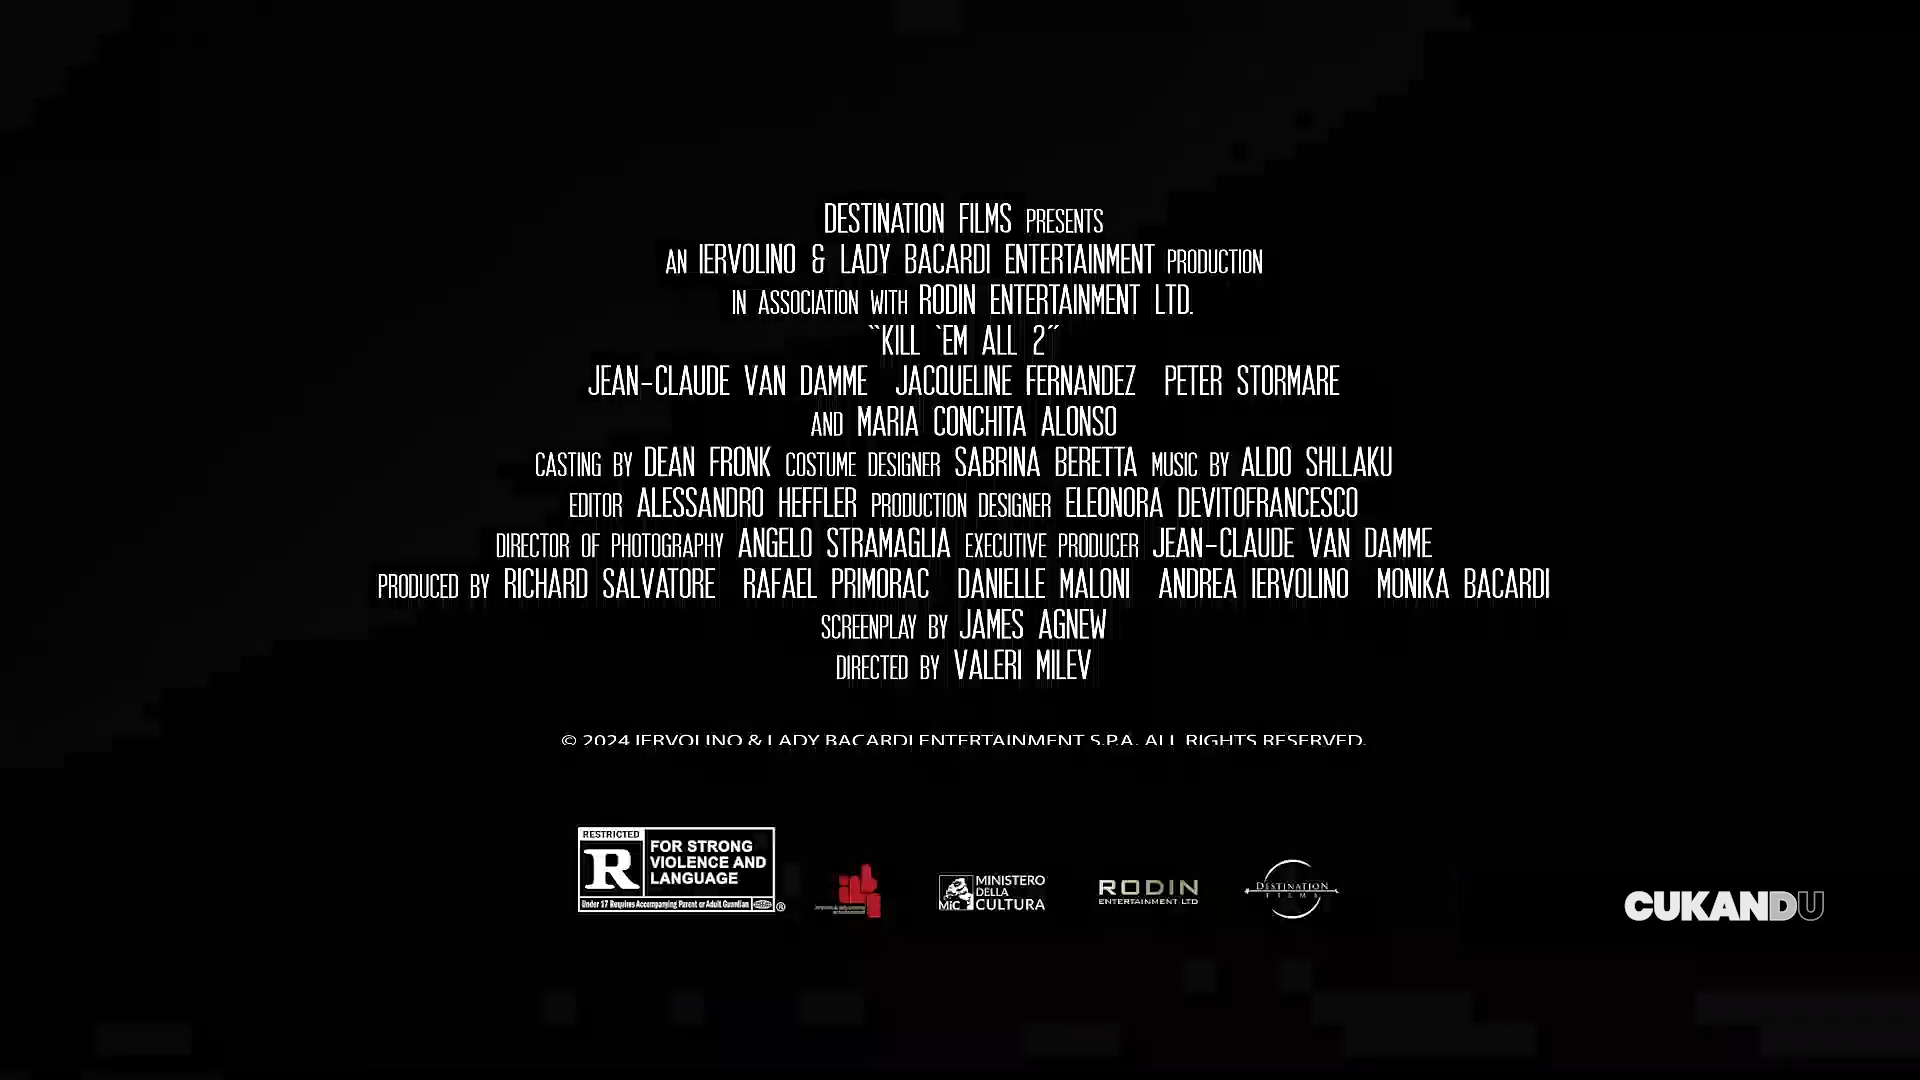 DESTINATION FILMS PRESENTS
AN IERVOLINO & LADY BACARDI ENTERTAINMENT PRODUCTION
IN ASSOCIATION WITH RODIN ENTERTAINMENT LTD.
“KILL `EM ALL 2”
JEAN-CLAUDE VAN DAMME JACQUELINE FERNANDEZ PETER STORMARE
AND MARIA CONCHITA ALONSO
CASTING BY DEAN FRONK COSTUME DESIGNER SABRINA BERETTA MUSIC BY ALDO SHLLAKU
EDITOR ALESSANDRO HEFFLER PRODUCTION DESIGNER ELEONORA DEVITOFRANCESCO
DIRECTOR OF PHOTOGRAPHY ANGELO STRAMAGLIA EXECUTIVE PRODUCER JEAN-CLAUDE VAN DAMME
PRODUCED BY RICHARD SALVATORE RAFAEL PRIMORAC DANIELLE MALONI ANDREA IERVOLINO MONIKA BACARDI
SCREENPLAY BY JAMES AGNEW
DIRECTED BY VALERI MILEV
© 2024 IERVOLINO & LADY BACARDI ENTERTAINMENT S.P.A. ALL RIGHTS RESERVED.
RESTRICTED
R
FOR STRONG
VIOLENCE AND
LANGUAGE
Under 17 Requires Accompanying Parent or Adult Guardian
®
MiC
MINISTERO
DELLA
CULTURA
RODIN
ENTERTAINMENT LTD
DESTINATION
FILMS
CUKANDU